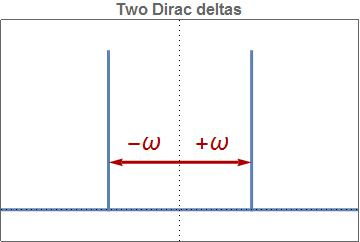 Two Dirac deltas
−ω +ω